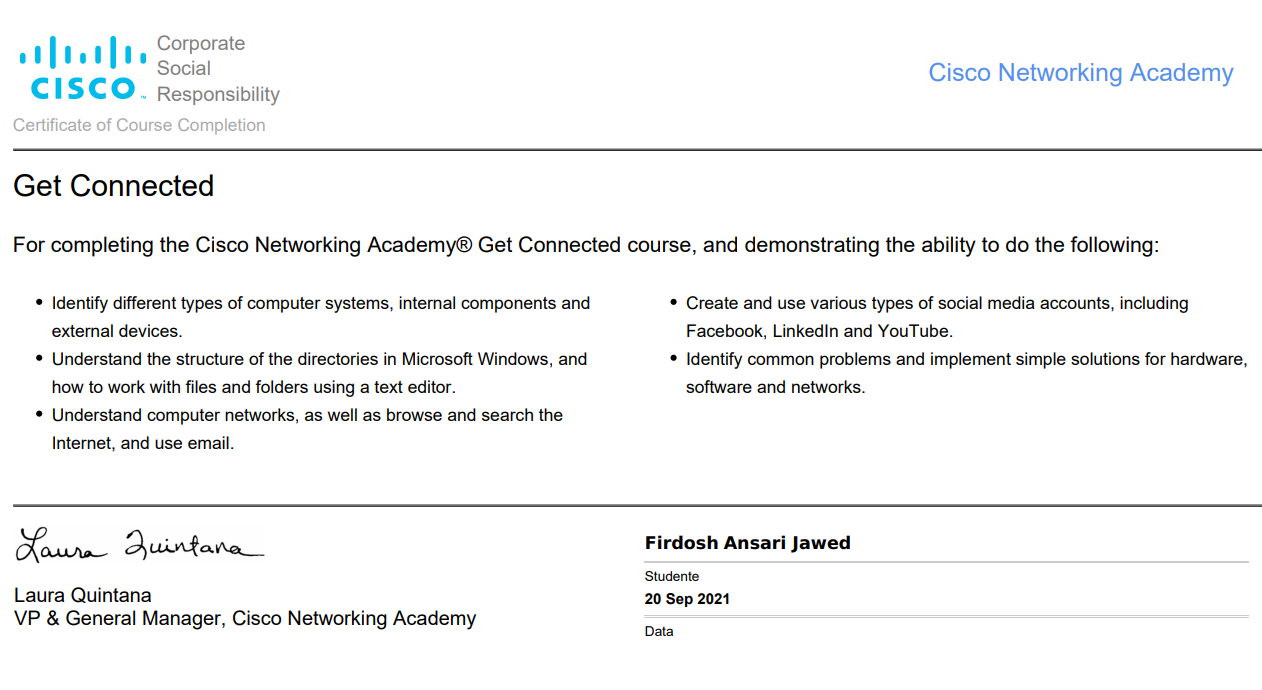 Corporate
Social
CISCO
Responsibility
Cisco Networking Academy
Certificate of Course Completion
Get Connected
For completing the Cisco Networking Academy® Get Connected course, and demonstrating the ability to do the following:
• Identify different types of computer systems, internal components and
external devices.
• Understand the structure of the directories in Microsoft Windows, and
how to work with files and folders using a text editor.
• Understand computer networks, as well as browse and search the
Internet, and use email.
• Create and use various types of social media accounts, including
Facebook, LinkedIn and YouTube.
• Identify common problems and implement simple solutions for hardware,
software and networks.
Laura Quintana
Laura Quintana
VP & General Manager, Cisco Networking Academy
Firdosh Ansari Jawed
Studente
20 Sep 2021
Data